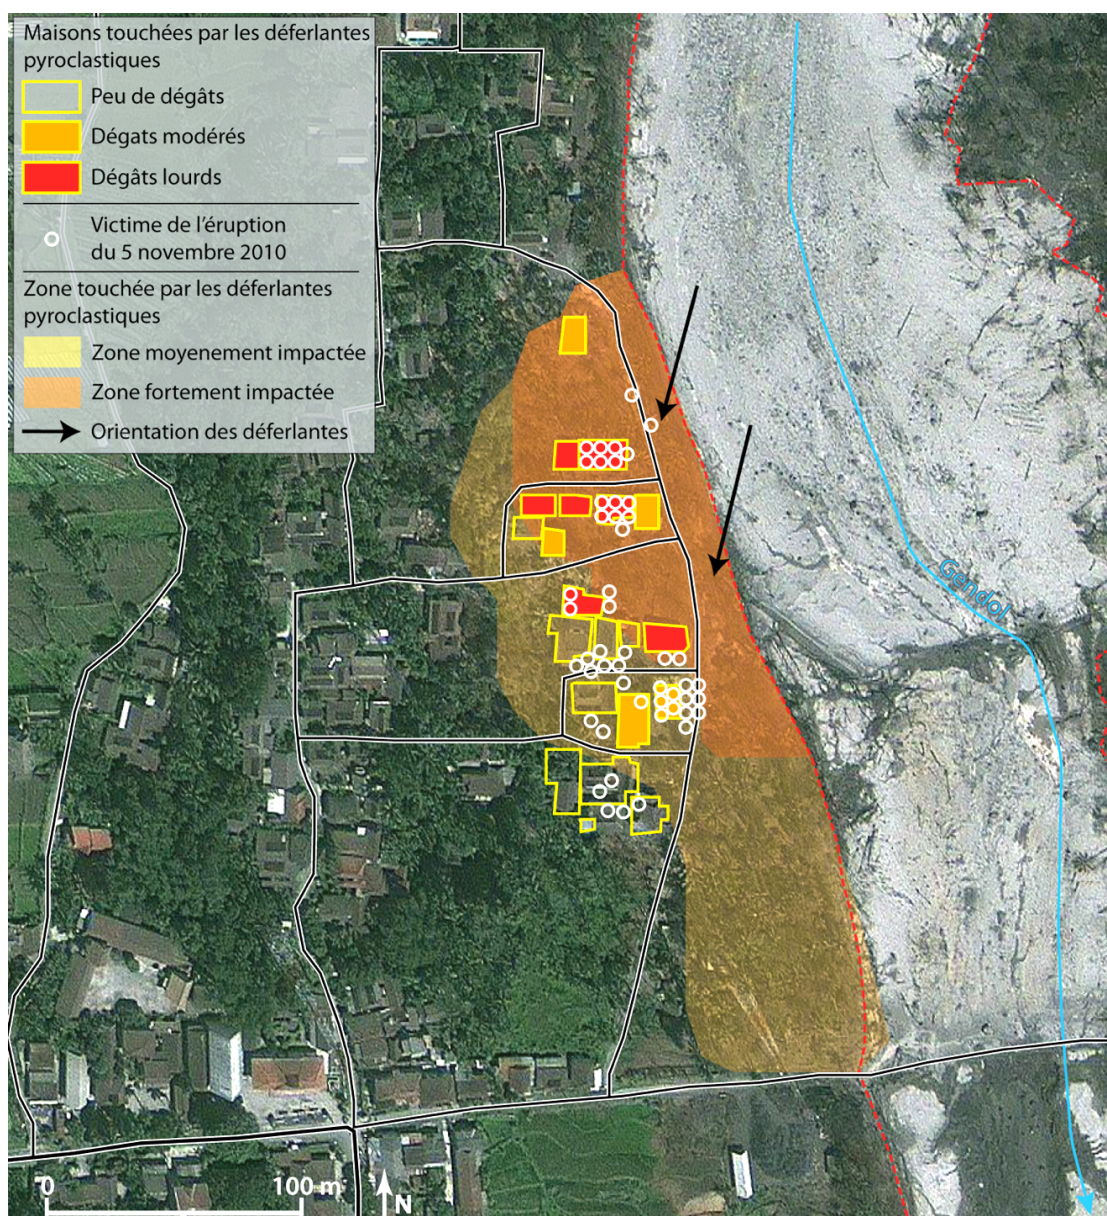 Maisons touchées par les déferlantes
pyroclastiques
Peu de dégâts
Dégats modérés
Dégâts lourds
Victime de l'éruption
du 5 novembre 2010
Zone touchée par les déferlantes
pyroclastiques
Zone moyenement impactée
Zone fortement impactée
Orientation des déferlantes
Gendol
0 100 m N